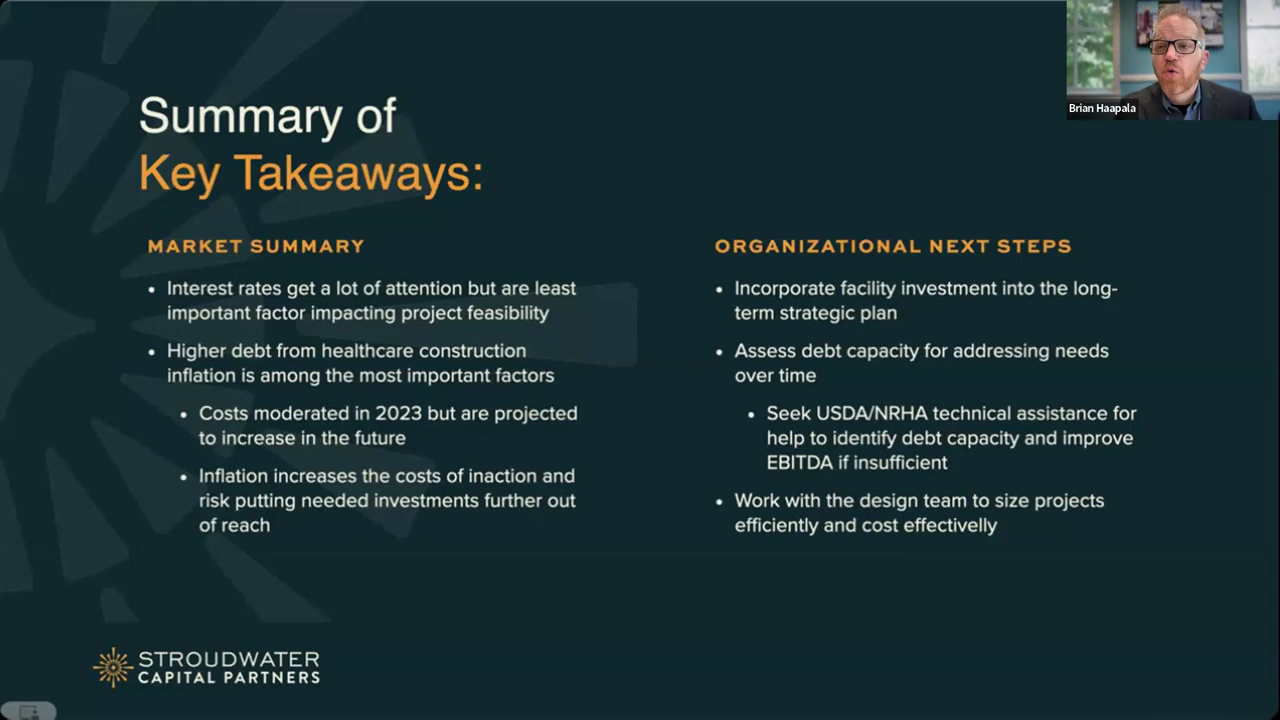 Brian Haapala
Summary of
Key Takeaways:
MARKET SUMMARY
• Interest rates get a lot of attention but are least
important factor impacting project feasibility
• Higher debt from healthcare construction
inflation is among the most important factors
• Costs moderated in 2023 but are projected
to increase in the future
• Inflation increases the costs of inaction and
risk putting needed investments further out
of reach
ORGANIZATIONAL NEXT STEPS
• Incorporate facility investment into the long-
term strategic plan
• Assess debt capacity for addressing needs
over time
• Seek USDA/NRHA technical assistance for
help to identify debt capacity and improve
EBITDA if insufficient
• Work with the design team to size projects
efficiently and cost effectivelly
STROUDWATER
CAPITAL PARTNERS